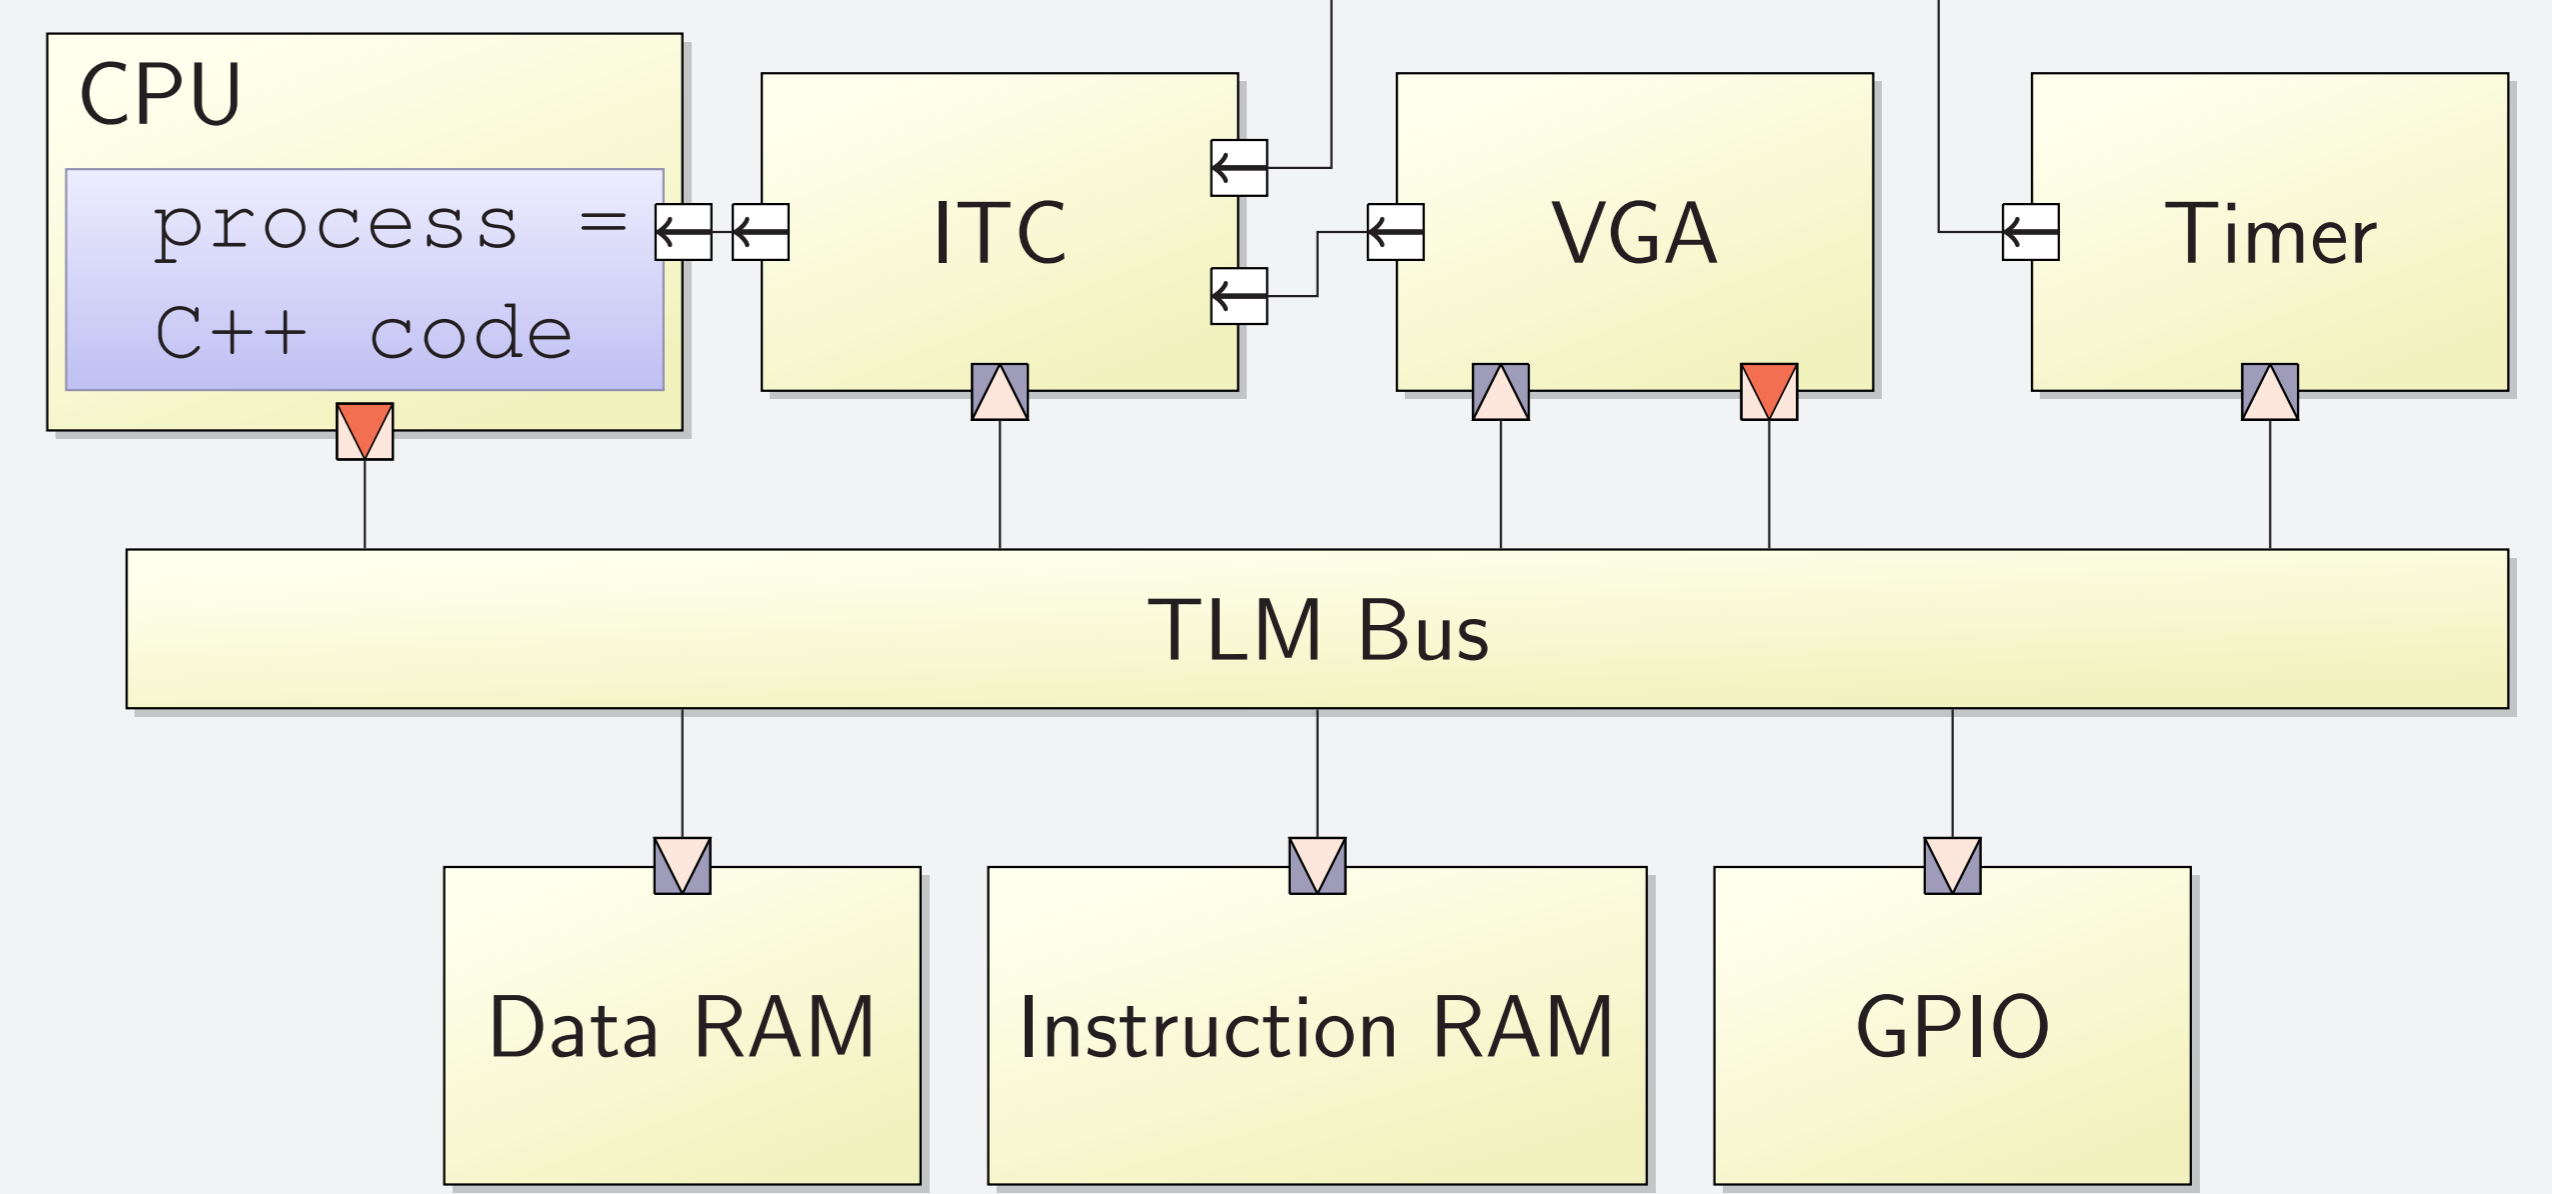 CPU
process =
C++ code
ITC
VGA
Timer
TLM Bus
Data RAM
Instruction RAM
GPIO